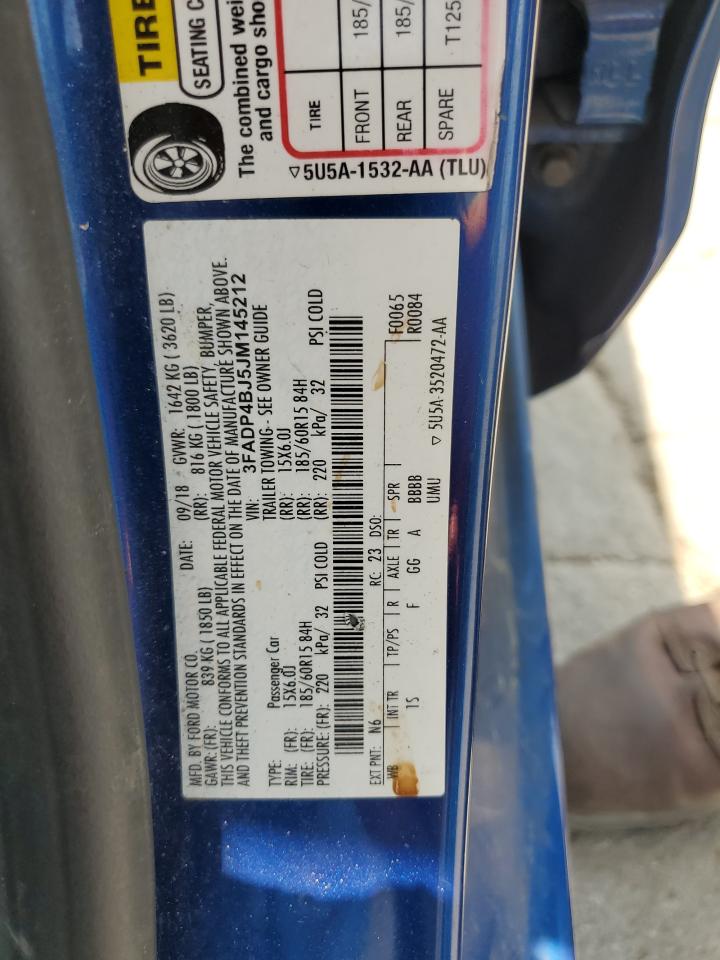 TIRE
SEATING C
The combined wei
and cargo sho
TIRE
FRONT 185/
REAR 185/
SPARE T125
▽ 5U5A-1532-AA (TLU)
MFD. BY FORD MOTOR CO. DATE: 09/18 GVWR: 1642 KG ( 3620 LB)
GAWR: (FR): 839 KG ( 1850 LB) (RR): 816 KG ( 1800 LB)
THIS VEHICLE CONFORMS TO ALL APPLICABLE FEDERAL MOTOR VEHICLE SAFETY, BUMPER,
AND THEFT PREVENTION STANDARDS IN EFFECT ON THE DATE OF MANUFACTURE SHOWN ABOVE.
VIN: 3FADP4BJ5JM145212
TYPE: Passenger Car TRAILER TOWING-- SEE OWNER GUIDE
RIM: (FR): 15X6.0J (RR): 15X6.0J
TIRE: (FR): 185/60R15 84H (RR): 185/60R15 84H
PRESSURE (FR): 220 kPa/ 32 PSI COLD (RR): 220 kPa/ 32 PSI COLD
EXT PNT: N6 RC: 23 DSO: F0065
WB INT TR TP/PS R AXLE TR SPR R0084
15 F GG A BBBB
UMU
▽ 5U5A-3520472-AA